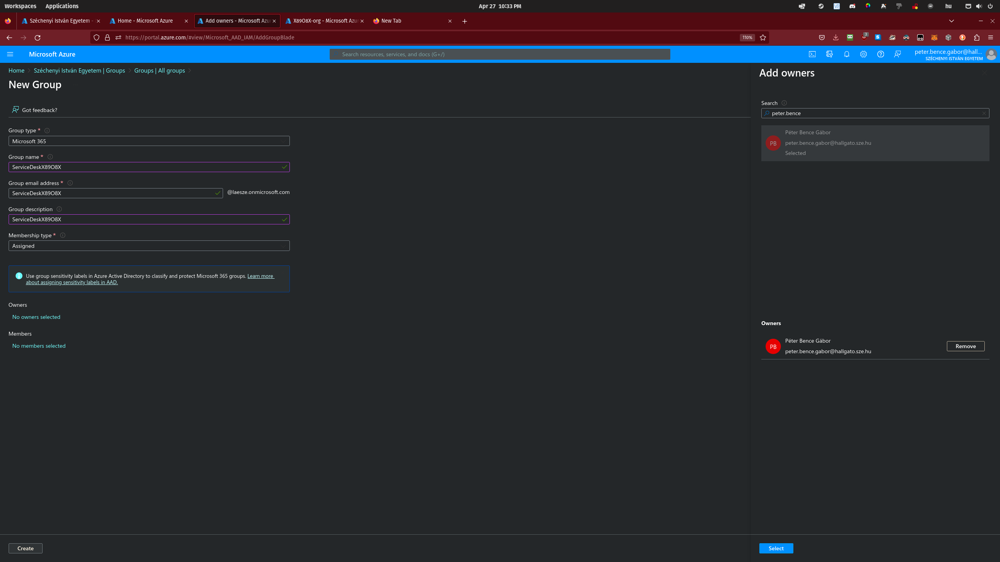 Workspaces Applications Apr 27 10:33 PM hu
Széchenyi István Egyetem - Home - Microsoft Azure Add owners - Microsoft Azur X89O8X-org - Microsoft Azur New Tab
https://portal.azure.com/#view/Microsoft_AAD_IAM/AddGroupBlade 110% 3
Microsoft Azure Search resources, services, and docs (G+/) peter.bence.gabor@hall...
SZÉCHENYI ISTVÁN EGYETEM
Home Széchenyi István Egyetem | Groups Groups | All groups
New Group
Got feedback?
Group type *
Microsoft 365
Group name *
ServiceDeskX89O8X
Group email address *
ServiceDeskX89O8X @laesze.onmicrosoft.com
Group description
ServiceDeskX89O8X
Membership type *
Assigned
Use group sensitivity labels in Azure Active Directory to classify and protect Microsoft 365 groups. Learn more
about assigning sensitivity labels in AAD.
Owners
No owners selected
Members
No members selected
Create
Add owners
Search
peter.bence
PB
Péter Bence Gábor
peter.bence.gabor@hallgato.sze.hu
Selected
Owners
PB
Péter Bence Gábor
peter.bence.gabor@hallgato.sze.hu
Remove
Select